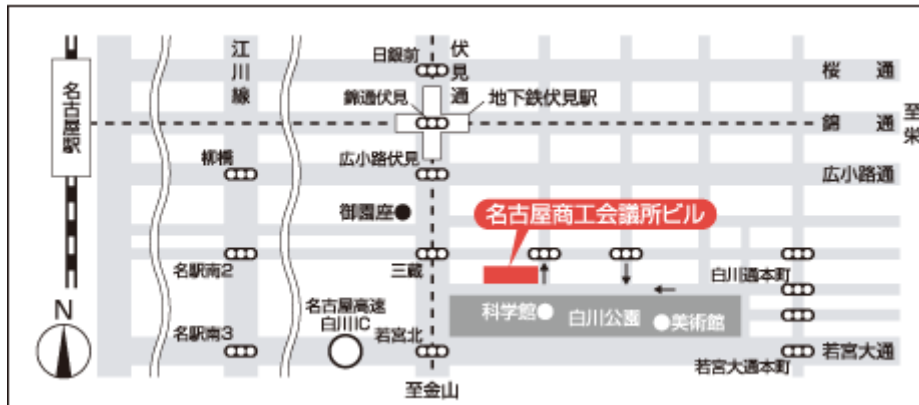 江川線
日銀前
伏見通
桜 通
名古屋駅
錦通伏見
地下鉄伏見駅
錦 通
至栄
柳橋
広小路伏見
広小路通
御園座
名古屋商工会議所ビル
名駅南2
三蔵
白川通本町
N
名古屋高速
白川IC
科学館
白川公園
美術館
名駅南3
若宮北
若宮大通
若宮大通本町
至金山